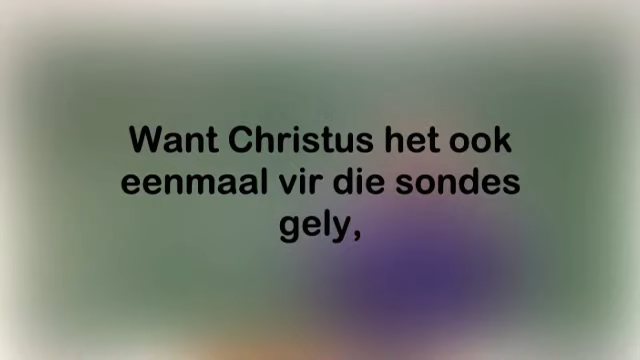 Want Christus het ook
eenmaal vir die sondes
gely,